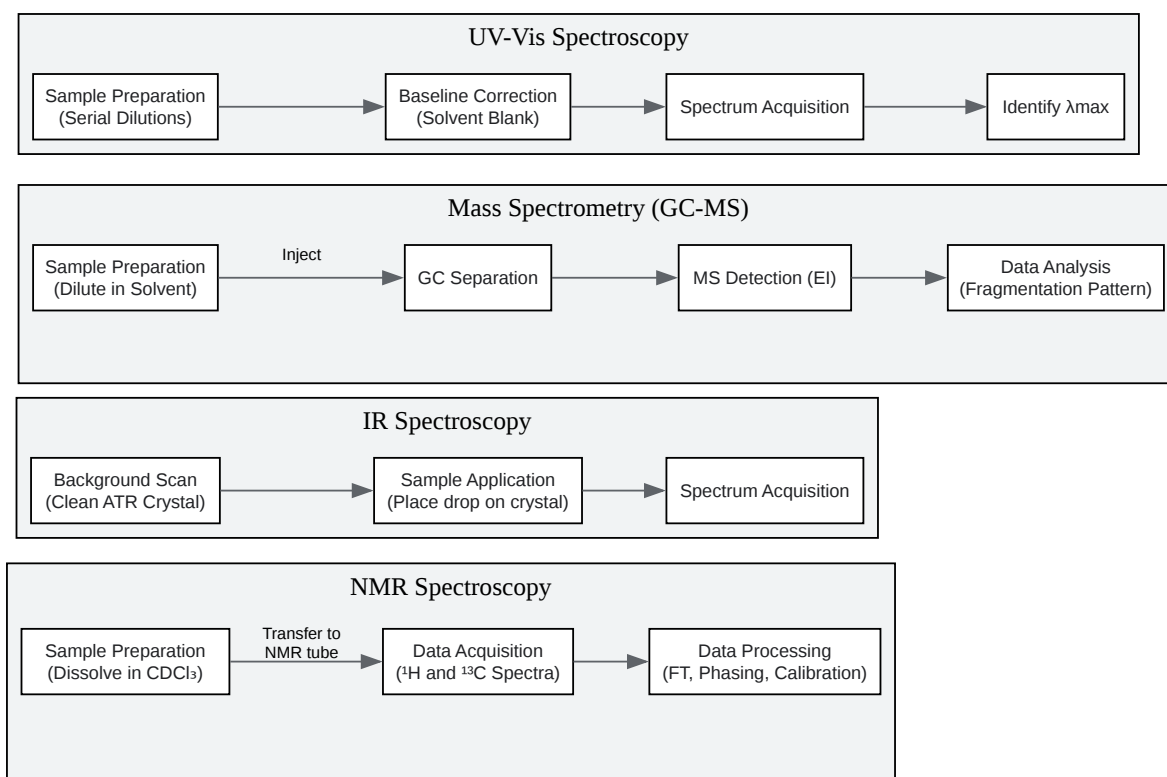 UV-Vis Spectroscopy
Sample Preparation
(Serial Dilutions)
Baseline Correction
(Solvent Blank)
Spectrum Acquisition
Identify λmax
Mass Spectrometry (GC-MS)
Sample Preparation
(Dilute in Solvent)
Inject
GC Separation
MS Detection (EI)
Data Analysis
(Fragmentation Pattern)
IR Spectroscopy
Background Scan
(Clean ATR Crystal)
Sample Application
(Place drop on crystal)
Spectrum Acquisition
NMR Spectroscopy
Sample Preparation
(Dissolve in CDCl₃)
Transfer to
NMR tube
Data Acquisition
(¹H and ¹³C Spectra)
Data Processing
(FT, Phasing, Calibration)